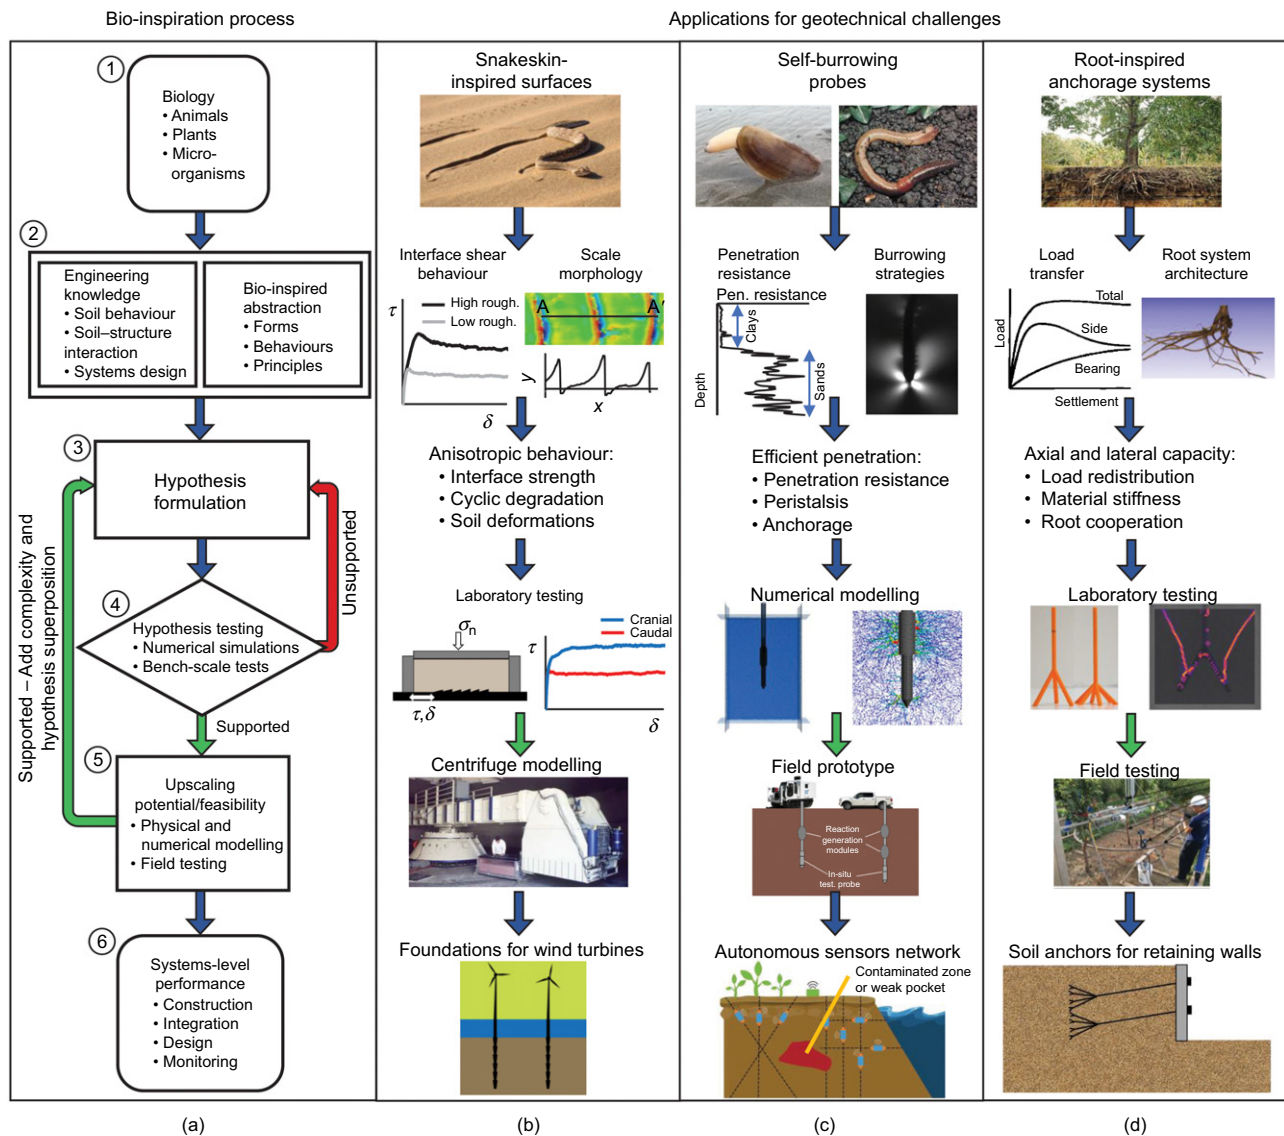 Bio-inspiration process
Applications for geotechnical challenges
1
Biology
• Animals
• Plants
• Micro-
organisms
2
Engineering
knowledge
• Soil behaviour
• Soil–structure
interaction
• Systems design
Bio-inspired
abstraction
• Forms
• Behaviours
• Principles
3
Hypothesis
formulation
Supported – Add complexity and
hypothesis superposition
Unsupported
4
Hypothesis testing
• Numerical simulations
• Bench-scale tests
Supported
5
Upscaling
potential/feasibility
• Physical and
numerical modelling
• Field testing
6
Systems-level
performance
• Construction
• Integration
• Design
• Monitoring
(a)
Snakeskin-
inspired surfaces
Interface shear
behaviour
Scale
morphology
τ
High rough.
Low rough.
δ
A
A′
y
x
Anisotropic behaviour:
• Interface strength
• Cyclic degradation
• Soil deformations
Laboratory testing
σn
τ,δ
τ
Cranial
Caudal
δ
Centrifuge modelling
Foundations for wind turbines
(b)
Self-burrowing
probes
Penetration
resistance
Burrowing
strategies
Pen. resistance
Clays
Sands
Depth
Efficient penetration:
• Penetration resistance
• Peristalsis
• Anchorage
Numerical modelling
Field prototype
Reaction
generation
modules
In-situ
test. probe
Autonomous sensors network
Contaminated zone
or weak pocket
(c)
Root-inspired
anchorage systems
Load
transfer
Root system
architecture
Load
Total
Side
Bearing
Settlement
Axial and lateral capacity:
• Load redistribution
• Material stiffness
• Root cooperation
Laboratory testing
Field testing
Soil anchors for retaining walls
(d)